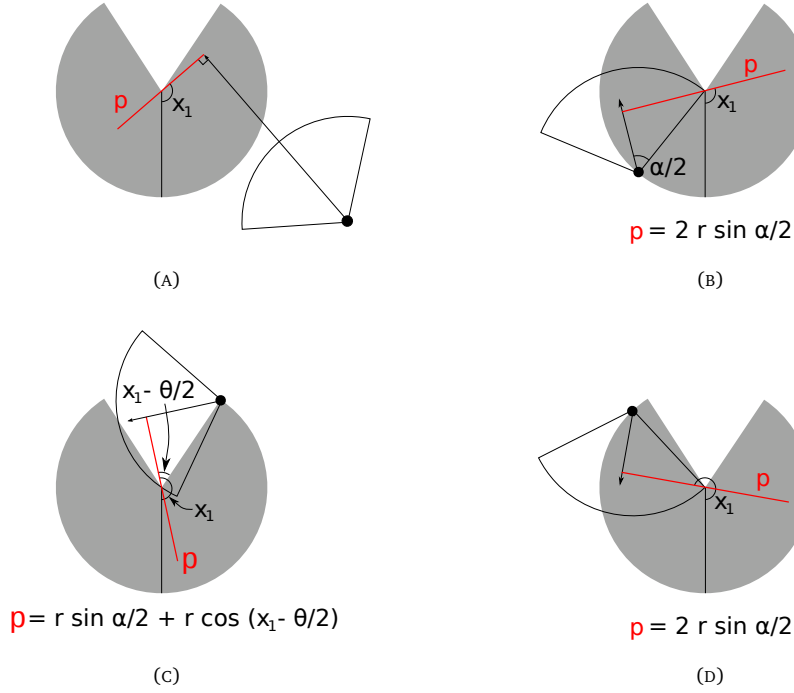 p
x₁
(A)
p
x₁
α/2
p = 2 r sin α/2
(B)
x₁- θ/2
x₁
p
p = r sin α/2 + r cos (x₁- θ/2)
(C)
p
x₁
p = 2 r sin α/2
(D)